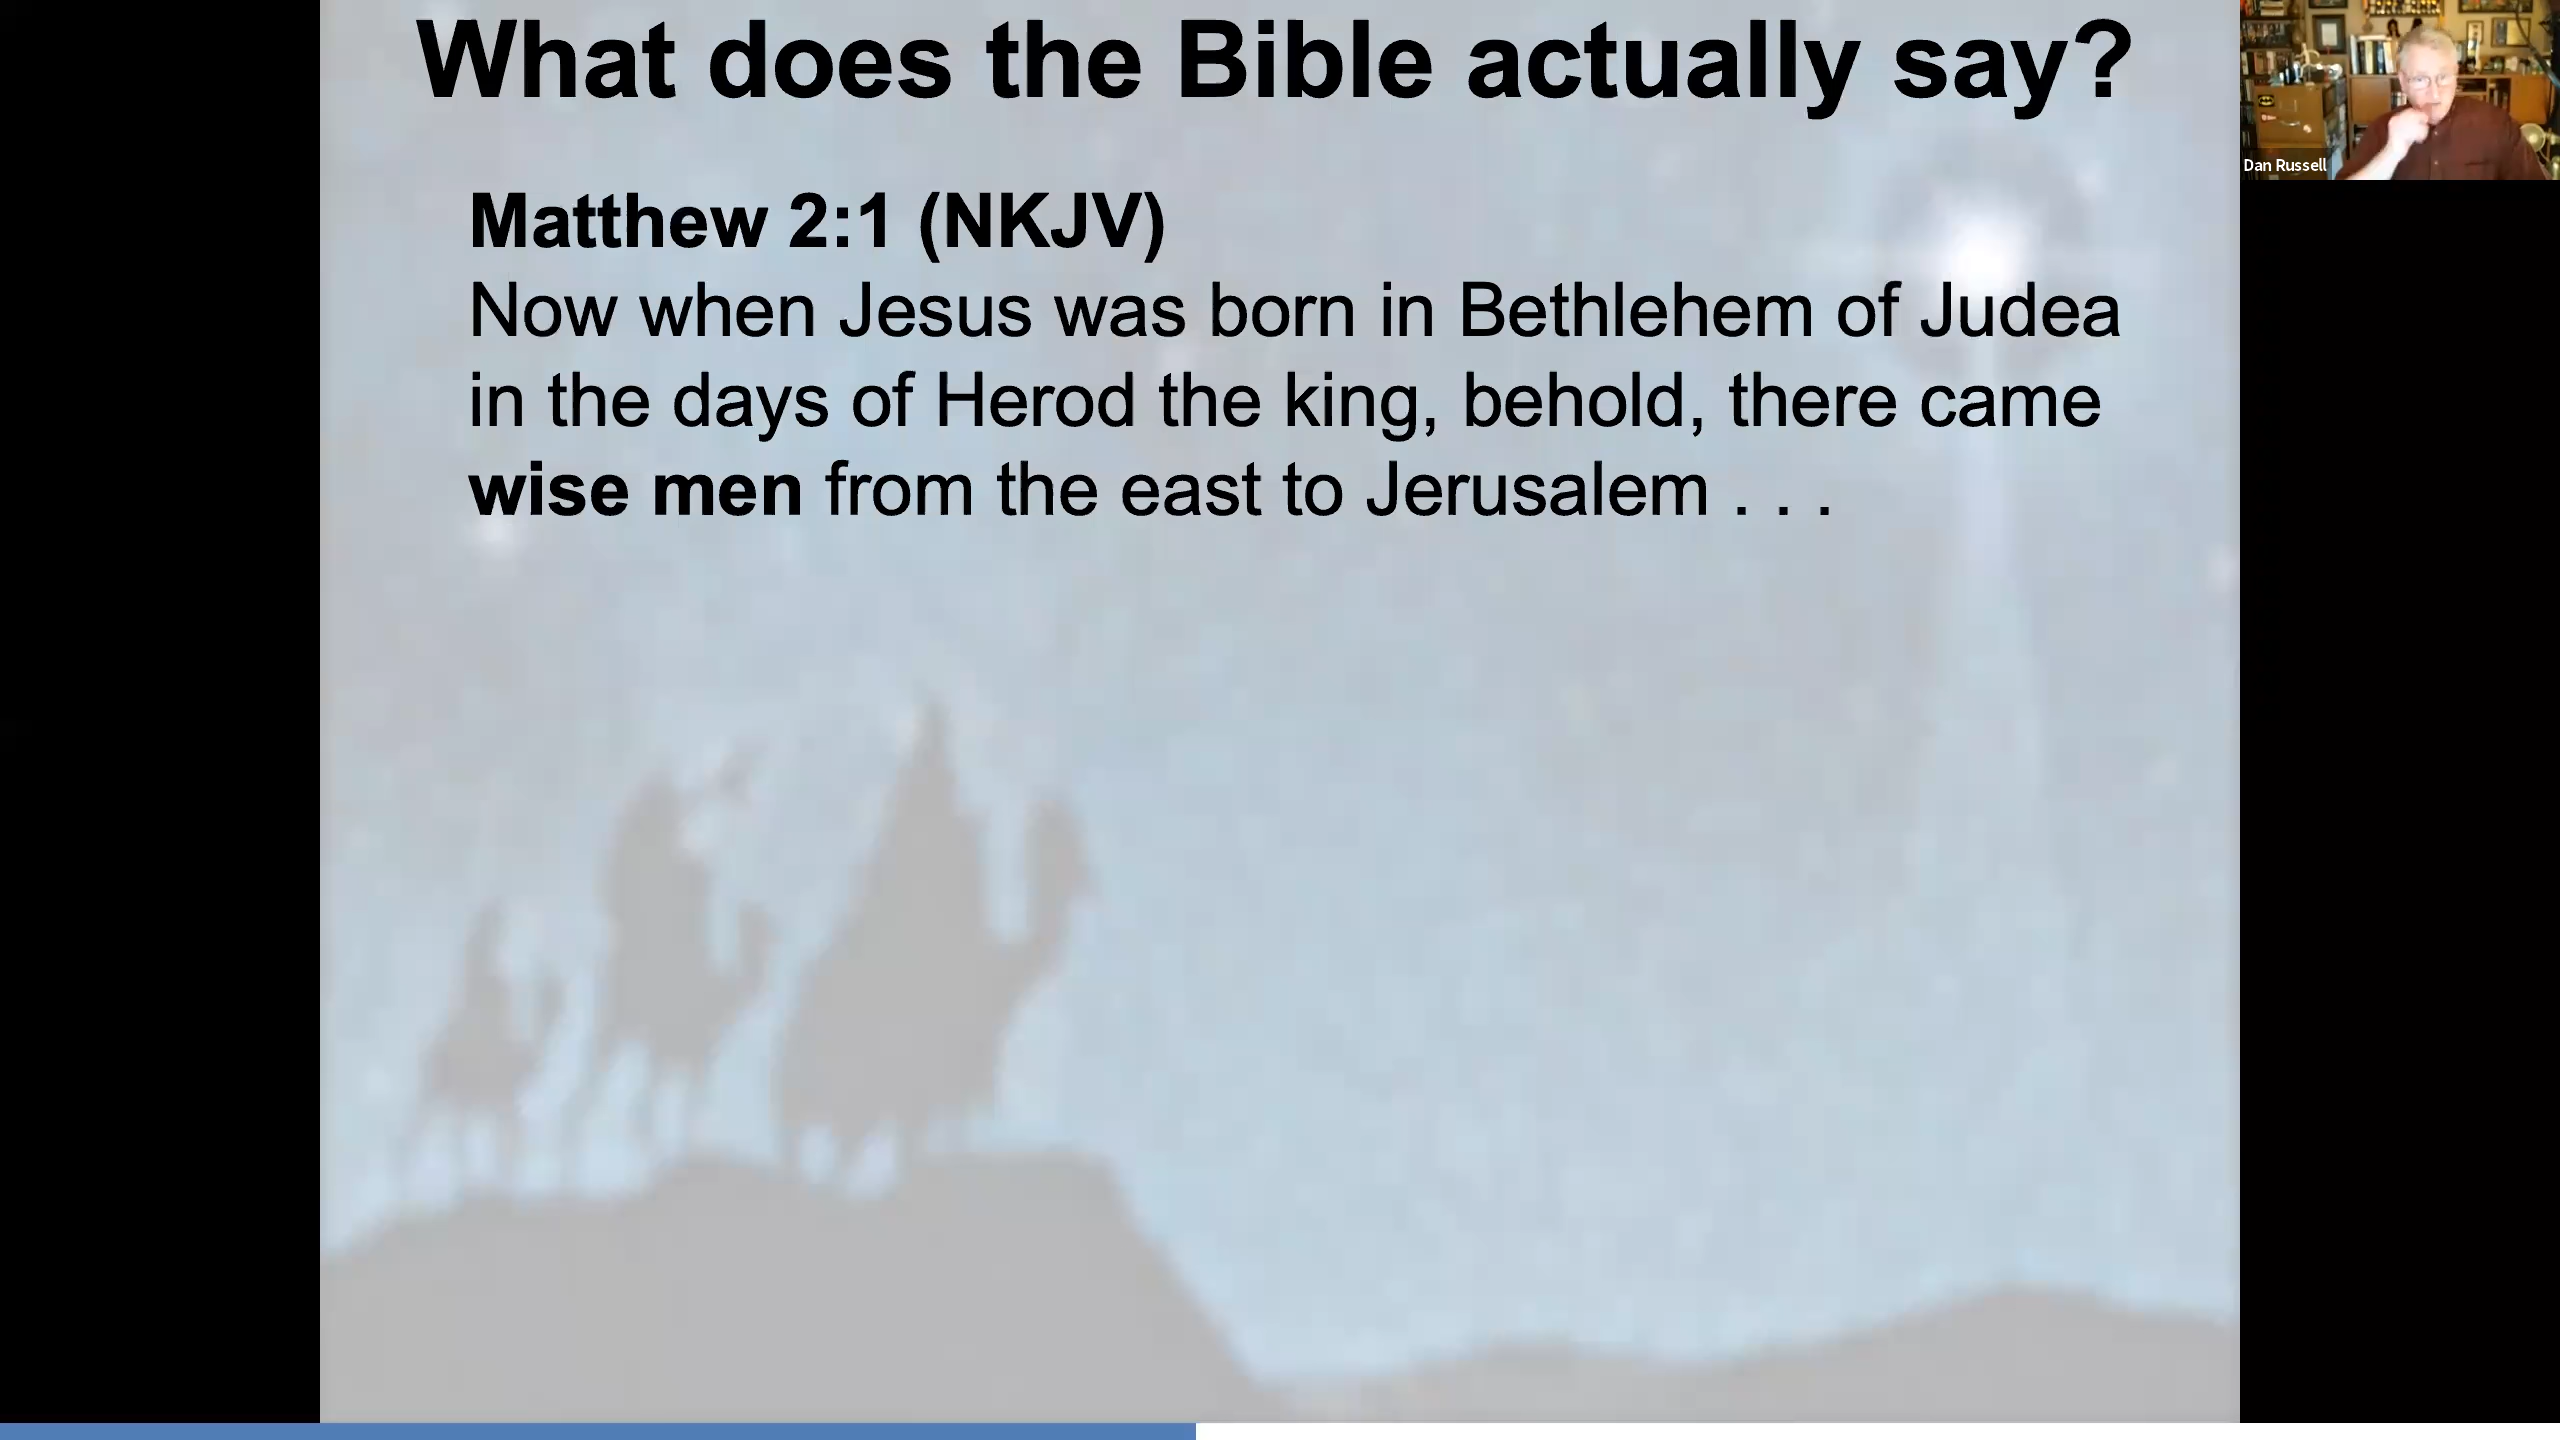 What does the Bible actually say?
Matthew 2:1 (NKJV)
Now when Jesus was born in Bethlehem of Judea
in the days of Herod the king, behold, there came
wise men from the east to Jerusalem . . .
Dan Russell